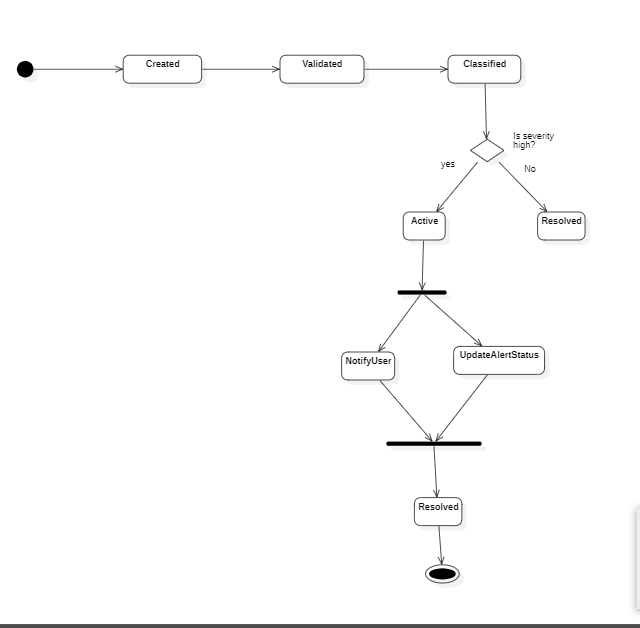 Created
Validated
Classified
Is severity
high?
yes
No
Active
Resolved
NotifyUser
UpdateAlertStatus
Resolved